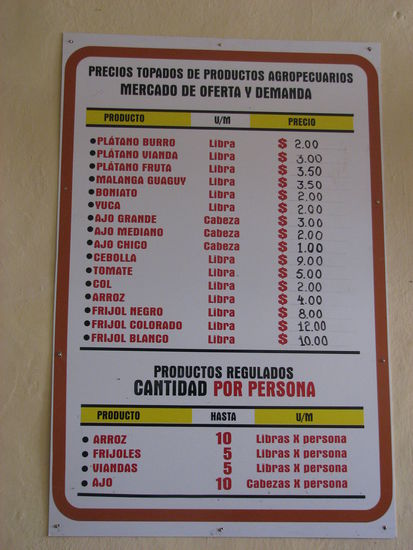 PRECIOS TOPADOS DE PRODUCTOS AGROPECUARIOS
MERCADO DE OFERTA Y DEMANDA
PRODUCTO U/M PRECIO
● PLÁTANO BURRO Libra $ 2.00
● PLÁTANO VIANDA Libra $ 3.00
● PLÁTANO FRUTA Libra $ 3.50
● MALANGA GUAGUY Libra $ 3.50
● BONIATO Libra $ 2.00
● YUCA Libra $ 2.00
● AJO GRANDE Cabeza $ 3.00
● AJO MEDIANO Cabeza $ 2.00
● AJO CHICO Cabeza $ 1.00
● CEBOLLA Libra $ 9.00
● TOMATE Libra $ 5.00
● COL Libra $ 2.00
● ARROZ Libra $ 4.00
● FRIJOL NEGRO Libra $ 8.00
● FRIJOL COLORADO Libra $ 12.00
● FRIJOL BLANCO Libra $ 10.00
PRODUCTOS REGULADOS
CANTIDAD POR PERSONA
PRODUCTO HASTA U/M
● ARROZ 10 Libras X persona
● FRIJOLES 5 Libras X persona
● VIANDAS 5 Libras X persona
● AJO 10 Cabezas X persona